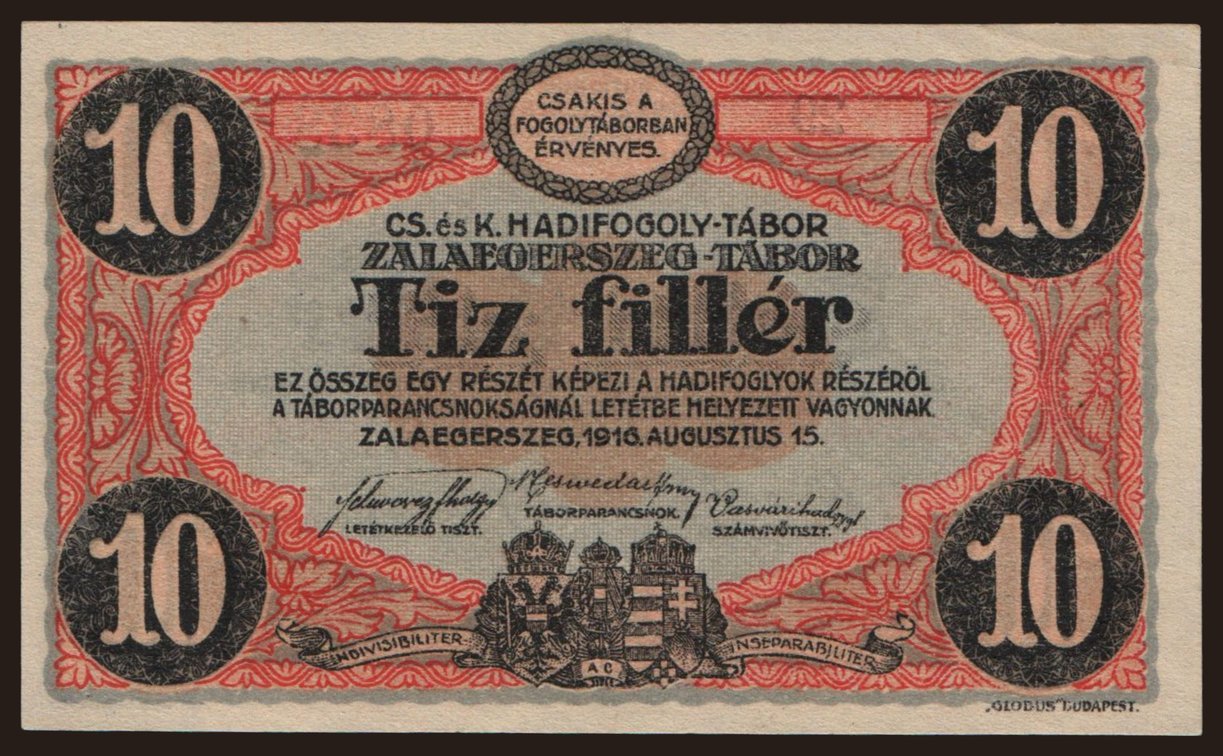 10
10
CSAKIS A
FOGOLYTÁBORBAN
ÉRVÉNYES.
CS. és K. HADIFOGOLY-TÁBOR
ZALAEGERSZEG-TÁBOR
Tiz fillér
EZ ÖSSZEG EGY RÉSZÉT KÉPEZI A HADIFOGLYOK RÉSZÉRÖL
A TÁBORPARANCSNOKSÁGNÁL LETÉTBE HELYEZETT VAGYONNAK.
ZALAEGERSZEG, 1916. AUGUSZTUS 15.
LETÉTKEZELŐ TISZT.
TÁBORPARANCSNOK.
SZÁMVIVŐTISZT.
10
10
INDIVISIBILITER
INSEPARABILITER
A C
„GLOBUS" BUDAPEST.